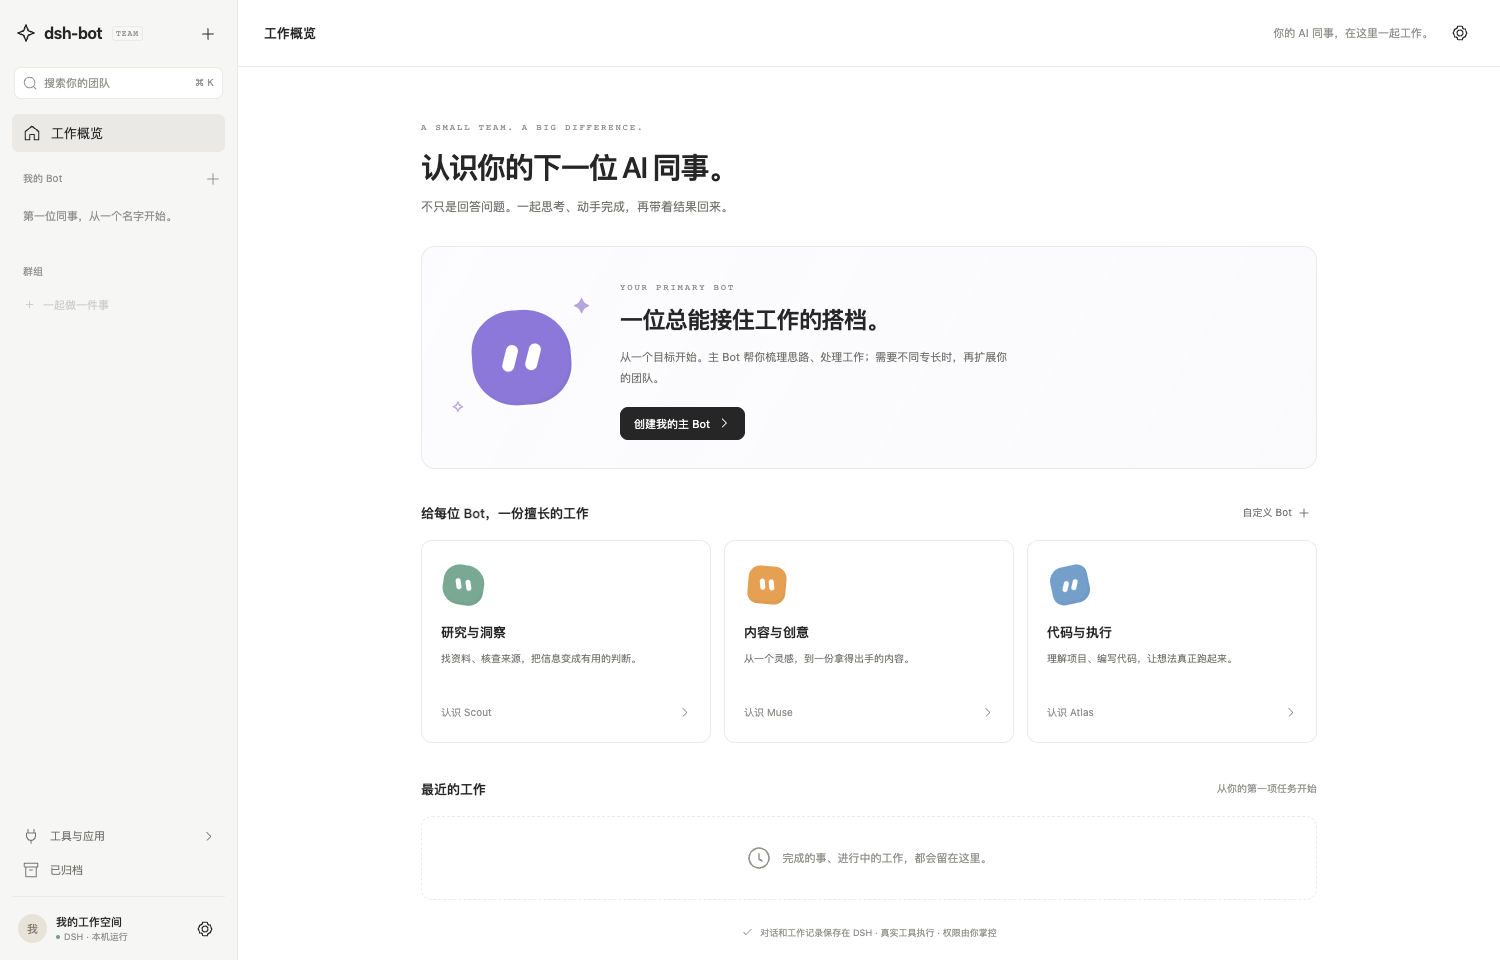 dsh-bot TEAM
搜索你的团队 ⌘ K
工作概览
我的 Bot
第一位同事，从一个名字开始。
群组
一起做一件事
工具与应用
已归档
我 我的工作空间
DSH · 本机运行
工作概览
你的 AI 同事，在这里一起工作。
A SMALL TEAM. A BIG DIFFERENCE.
认识你的下一位 AI 同事。
不只是回答问题。一起思考、动手完成，再带着结果回来。
YOUR PRIMARY BOT
一位总能接住工作的搭档。
从一个目标开始。主 Bot 帮你梳理思路、处理工作；需要不同专长时，再扩展你
的团队。
创建我的主 Bot
给每位 Bot，一份擅长的工作
自定义 Bot
研究与洞察
找资料、核查来源，把信息变成有用的判断。
认识 Scout
内容与创意
从一个灵感，到一份拿得出手的内容。
认识 Muse
代码与执行
理解项目、编写代码，让想法真正跑起来。
认识 Atlas
最近的工作
从你的第一项任务开始
完成的事、进行中的工作，都会留在这里。
对话和工作记录保存在 DSH · 真实工具执行 · 权限由你掌控